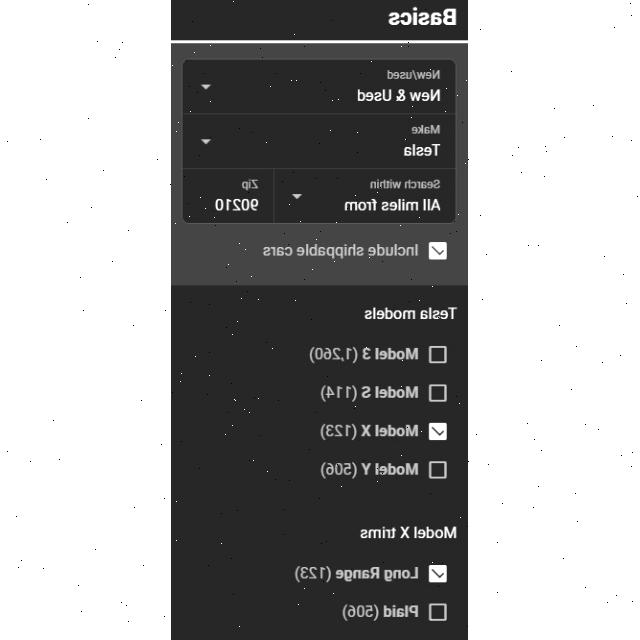 Basics
New/used
New & Used
Make
Tesla
Search within
All miles from
Zip
90210
Include shippable cars
Tesla models
Model 3 (1,260)
Model S (114)
Model X (123)
Model Y (506)
Model X trims
Long Range (123)
Plaid (506)